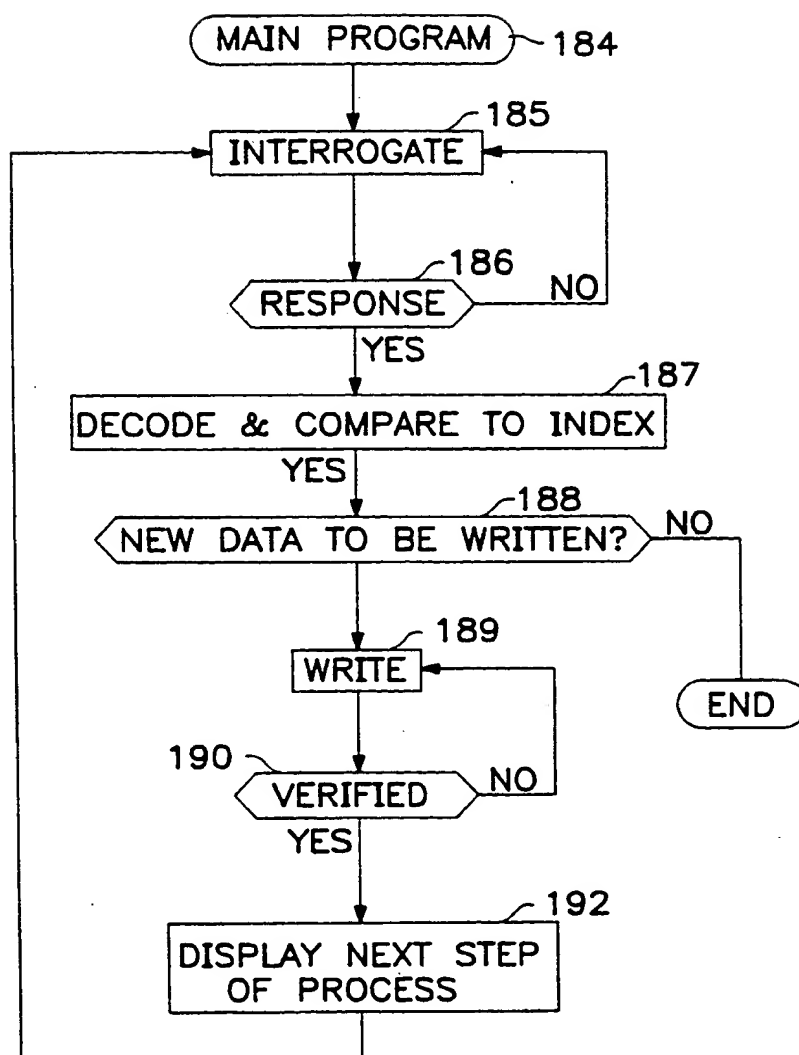 MAIN PROGRAM 184
185
INTERROGATE
186
RESPONSE NO
YES
187
DECODE & COMPARE TO INDEX
YES
188
NEW DATA TO BE WRITTEN? NO
189
WRITE
END
190
VERIFIED NO
YES
192
DISPLAY NEXT STEP
OF PROCESS